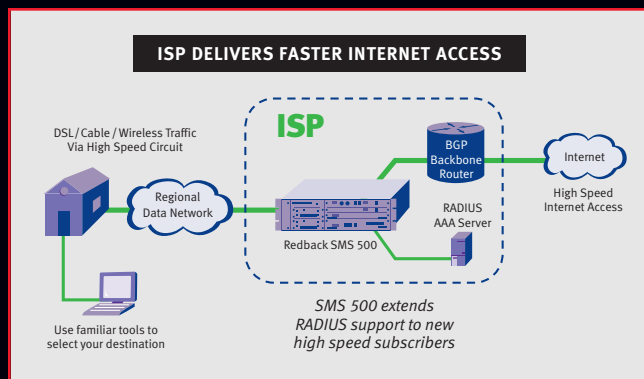 ISP DELIVERS FASTER INTERNET ACCESS
DSL/Cable/Wireless Traffic
Via High Speed Circuit
Regional
Data Network
ISP
BGP
Backbone
Router
Internet
High Speed
Internet Access
RADIUS
AAA Server
Redback SMS 500
Use familiar tools to
select your destination
SMS 500 extends
RADIUS support to new
high speed subscribers